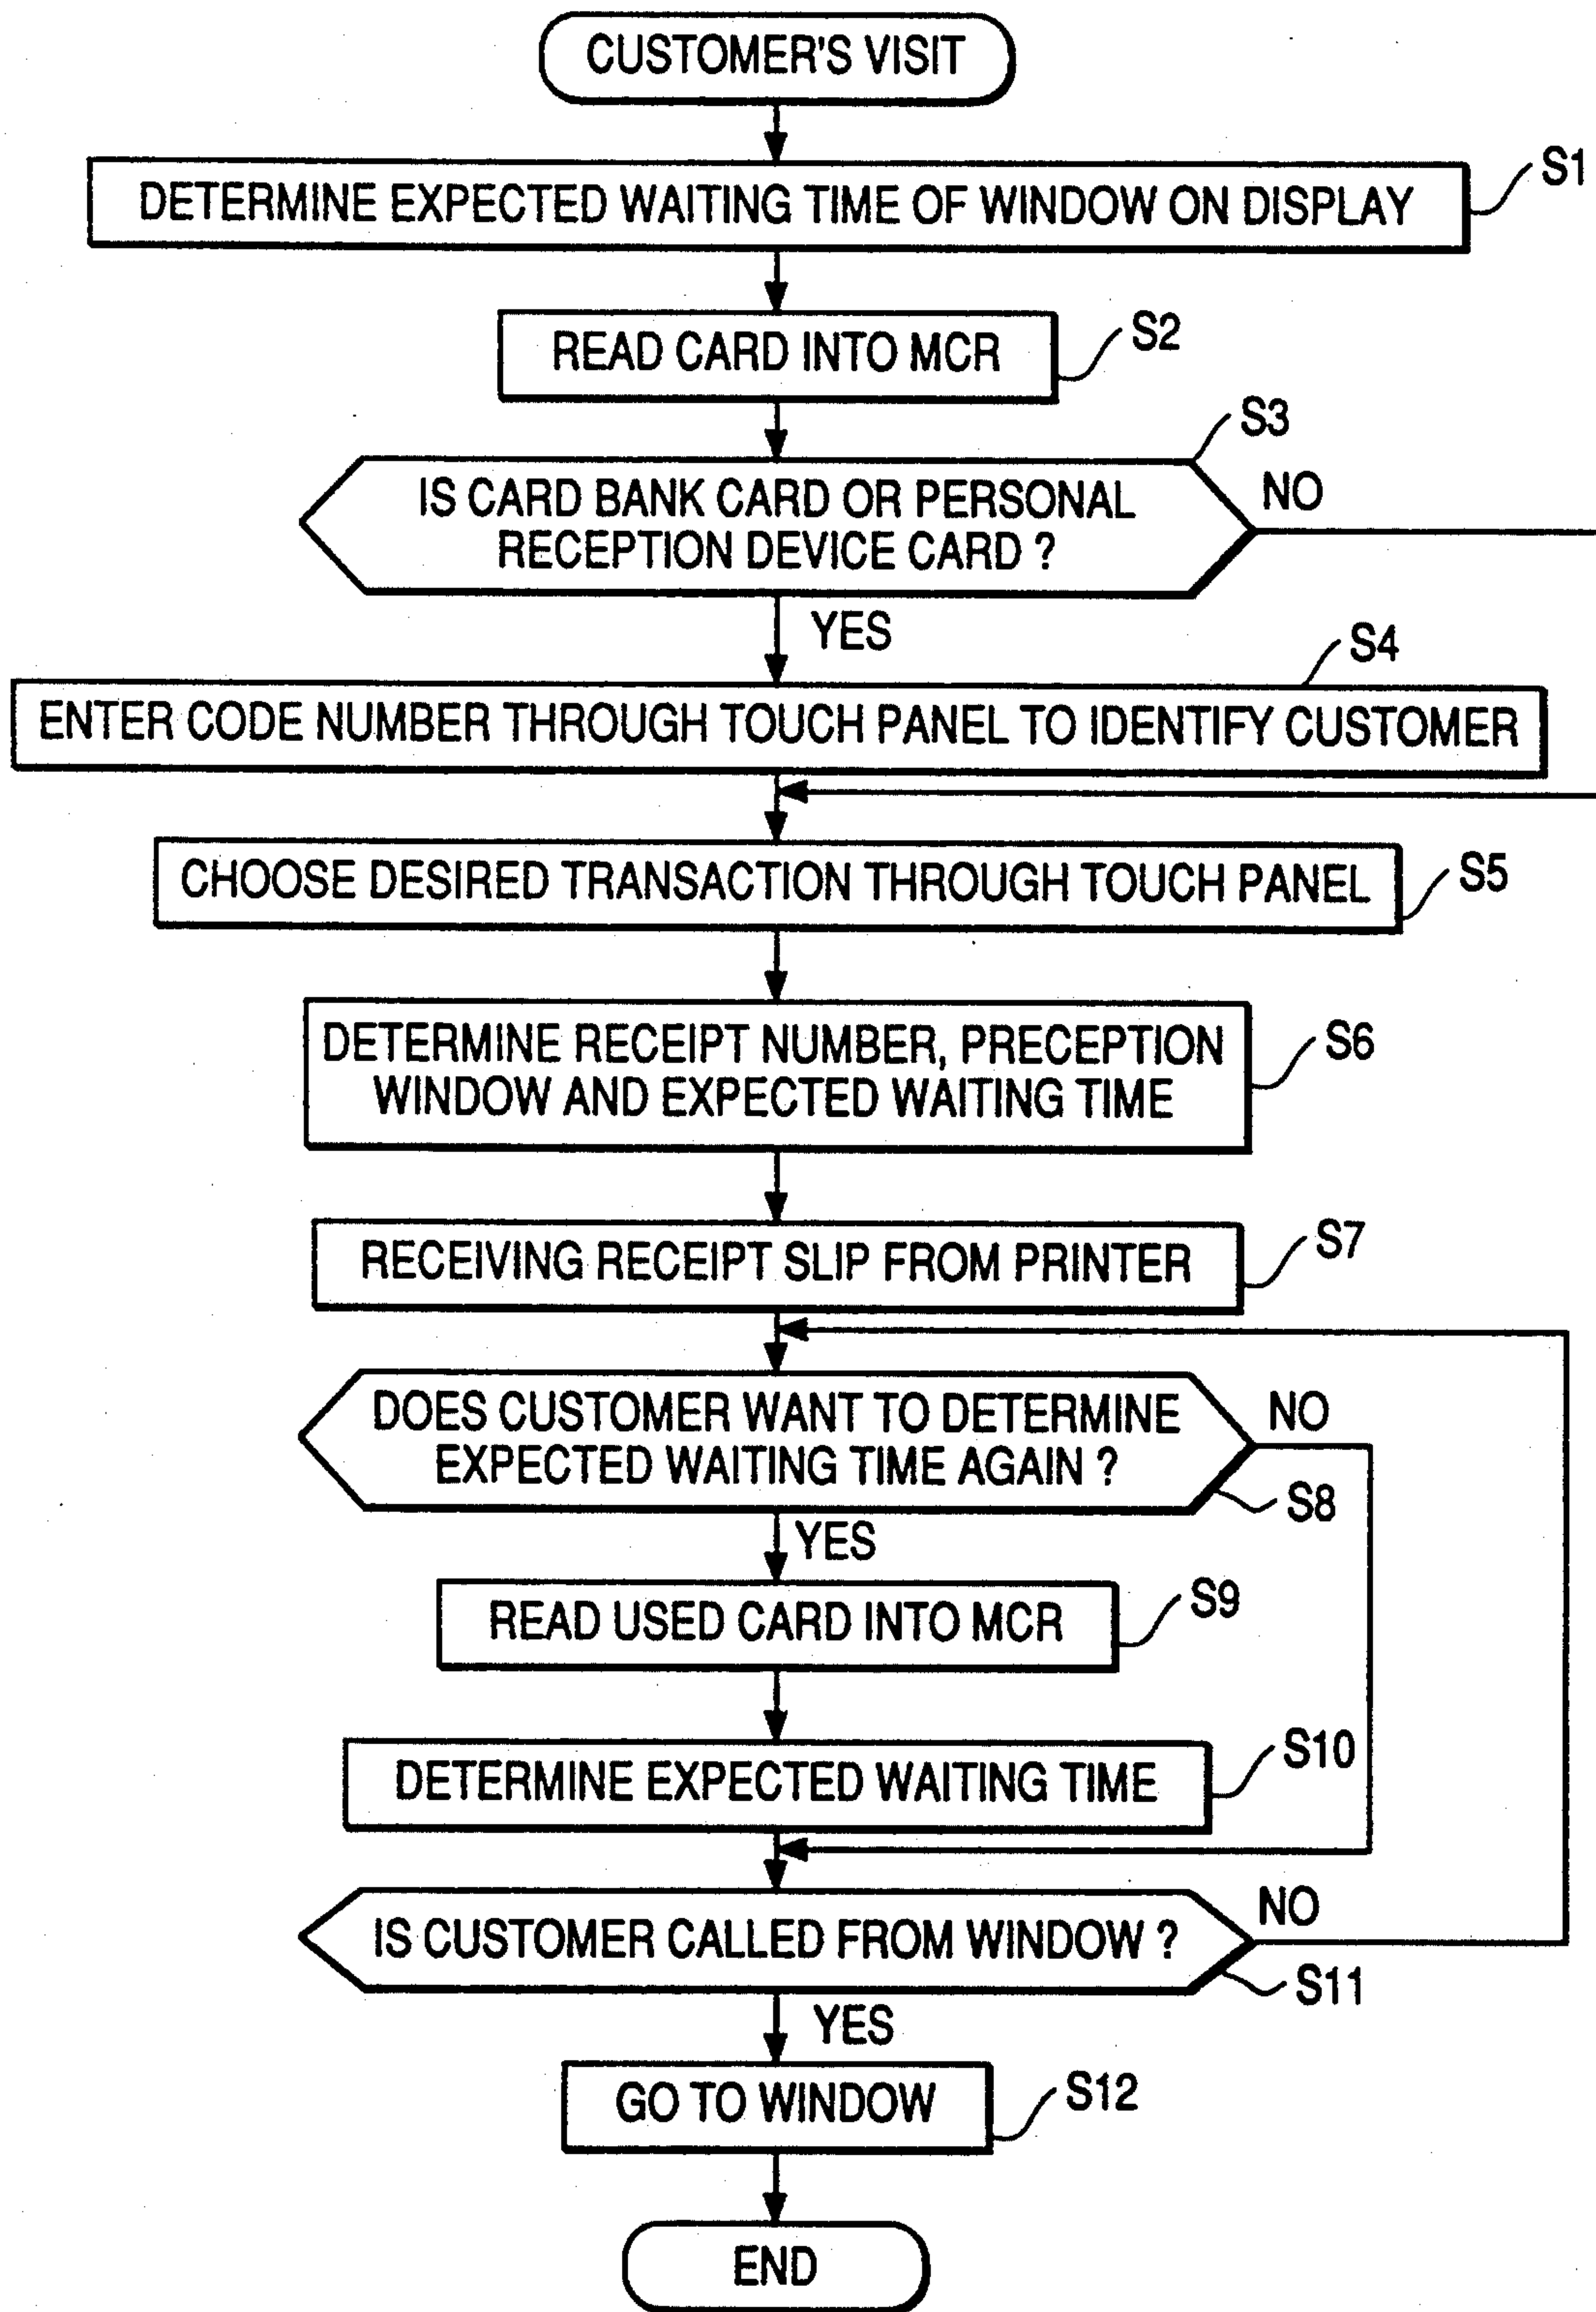 CUSTOMER'S VISIT
DETERMINE EXPECTED WAITING TIME OF WINDOW ON DISPLAY
S1
READ CARD INTO MCR
S2
S3
IS CARD BANK CARD OR PERSONAL
RECEPTION DEVICE CARD ?
NO
YES
S4
ENTER CODE NUMBER THROUGH TOUCH PANEL TO IDENTIFY CUSTOMER
CHOOSE DESIRED TRANSACTION THROUGH TOUCH PANEL
S5
DETERMINE RECEIPT NUMBER, PRECEPTION
WINDOW AND EXPECTED WAITING TIME
S6
RECEIVING RECEIPT SLIP FROM PRINTER
S7
DOES CUSTOMER WANT TO DETERMINE
EXPECTED WAITING TIME AGAIN ?
NO
S8
YES
READ USED CARD INTO MCR
S9
DETERMINE EXPECTED WAITING TIME
S10
IS CUSTOMER CALLED FROM WINDOW ?
NO
S11
YES
GO TO WINDOW
S12
END